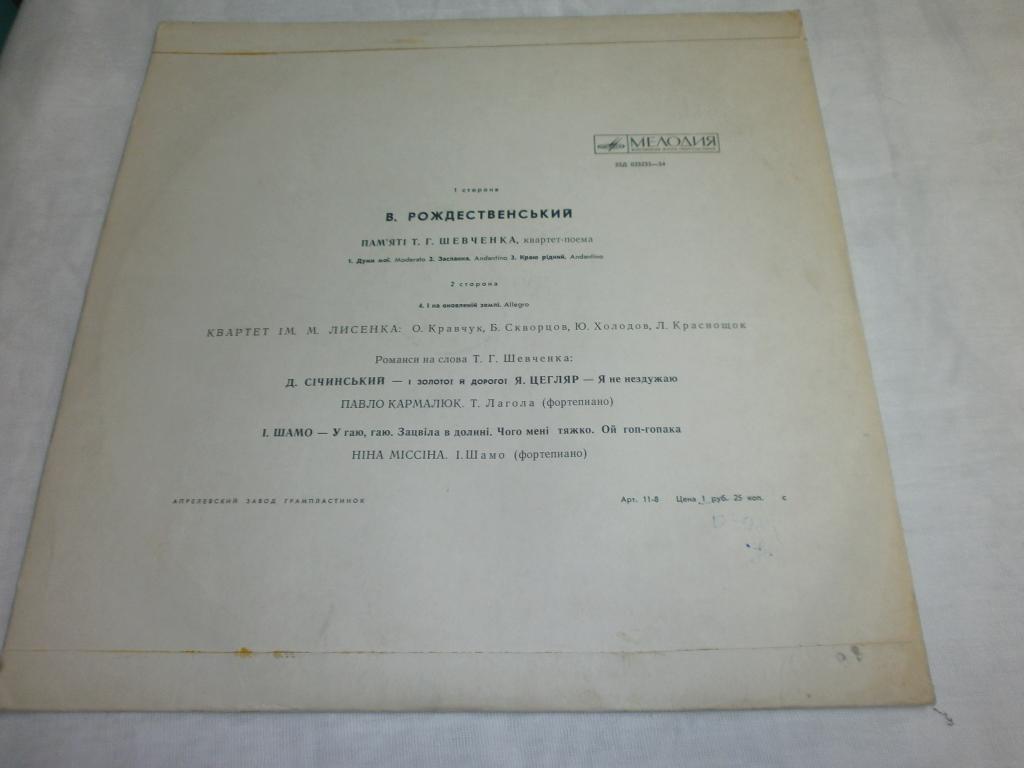 МЕЛОДИЯ
33Д 025233—34
1 сторона
В. РОЖДЕСТВЕНСЬКИЙ
ПАМ'ЯТІ Т. Г. ШЕВЧЕНКА, квартет-поема
1. Думи мої. Moderato 2. Заслання. Andantino 3. Краю рідний. Andantino
2 сторона
4. І на оновленій землі. Allegro
КВАРТЕТ ІМ. М. ЛИСЕНКА: О. Кравчук, Б. Скворцов, Ю. Холодов, Л. Краснощок
Романси на слова Т. Г. Шевченка:
Д. СІЧИНСЬКИЙ — І золотої й дорогої Я. ЦЕГЛЯР — Я не нездужаю
ПАВЛО КАРМАЛЮК. Т. Лагола (фортепиано)
І. ШАМО — У гаю, гаю. Зацвіла в долині. Чого мені тяжко. Ой гоп-гопака
НІНА МІССІНА. І. Шамо (фортепиано)
АПРЕЛЕВСКИЙ ЗАВОД ГРАМПЛАСТИНОК
Арт. 11-8 Цена 1 руб. 25 коп. с